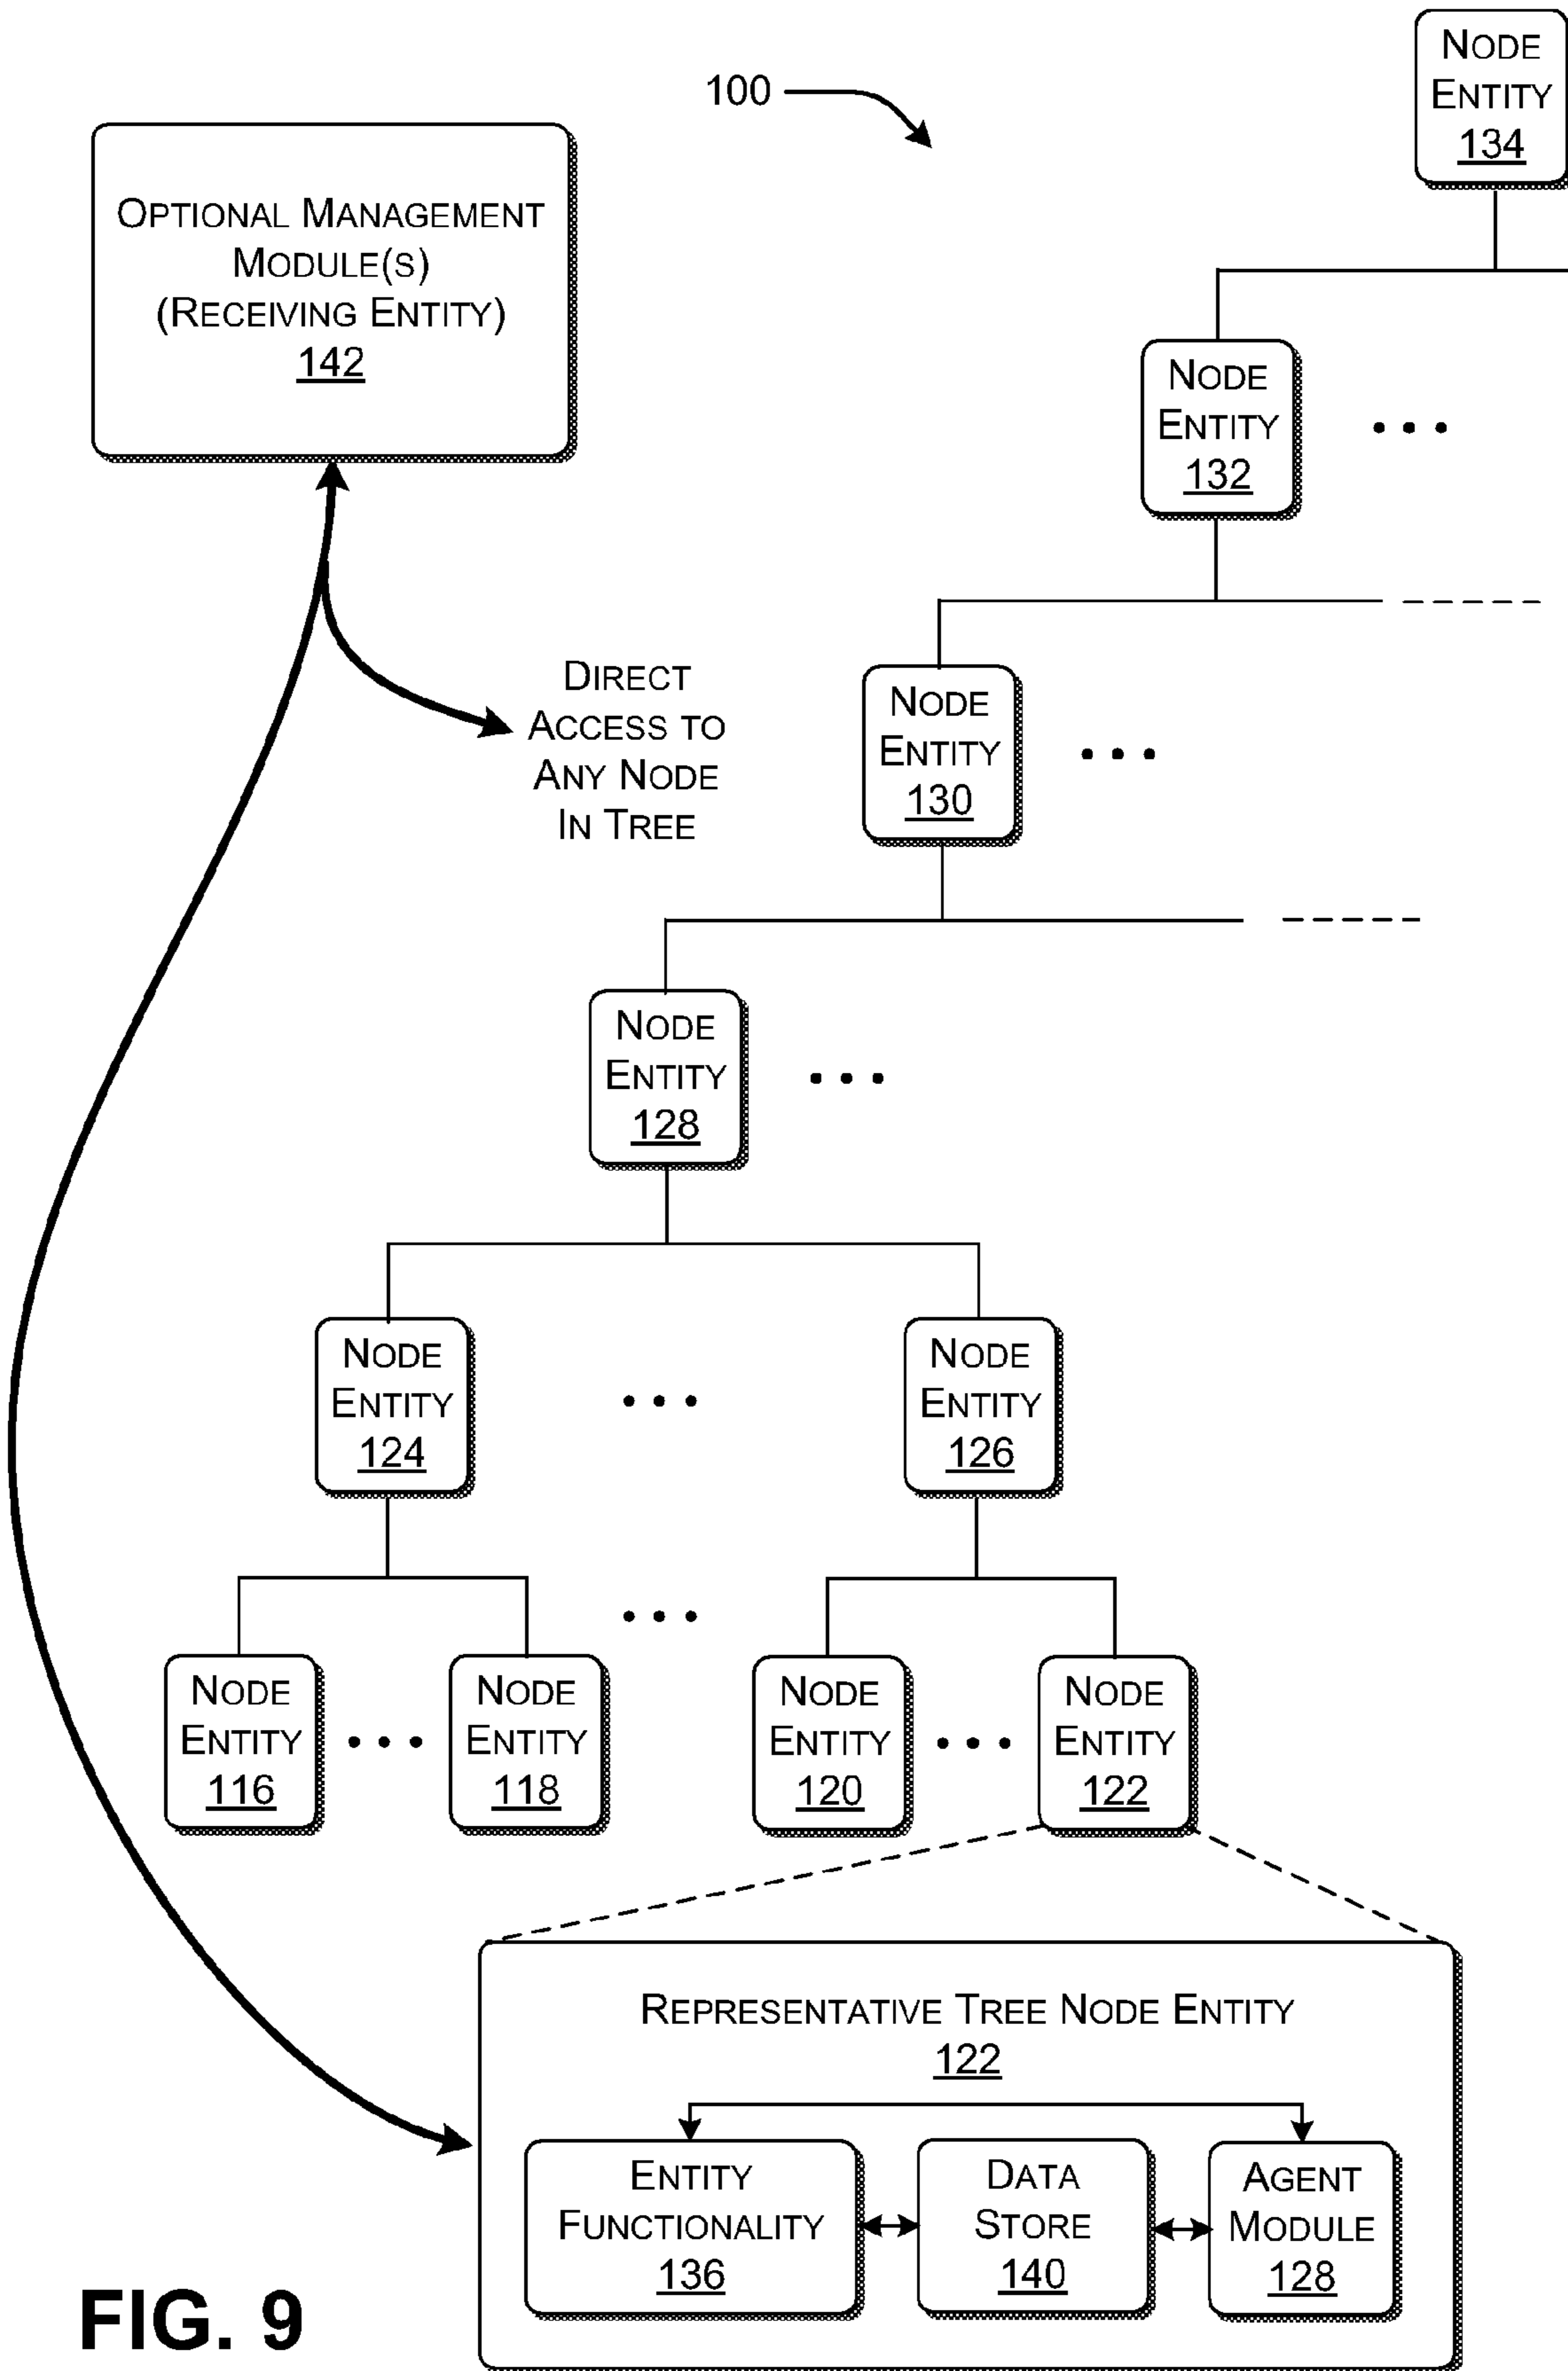 100
NODE
ENTITY
134
OPTIONAL MANAGEMENT
MODULE(S)
(RECEIVING ENTITY)
142
NODE
ENTITY
132
• • •
DIRECT
ACCESS TO
ANY NODE
IN TREE
NODE
ENTITY
130
• • •
NODE
ENTITY
128
• • •
NODE
ENTITY
124
• • •
NODE
ENTITY
126
• • •
NODE
ENTITY
116
• • •
NODE
ENTITY
118
NODE
ENTITY
120
• • •
NODE
ENTITY
122
REPRESENTATIVE TREE NODE ENTITY
122
ENTITY
FUNCTIONALITY
136
DATA
STORE
140
AGENT
MODULE
128
FIG. 9